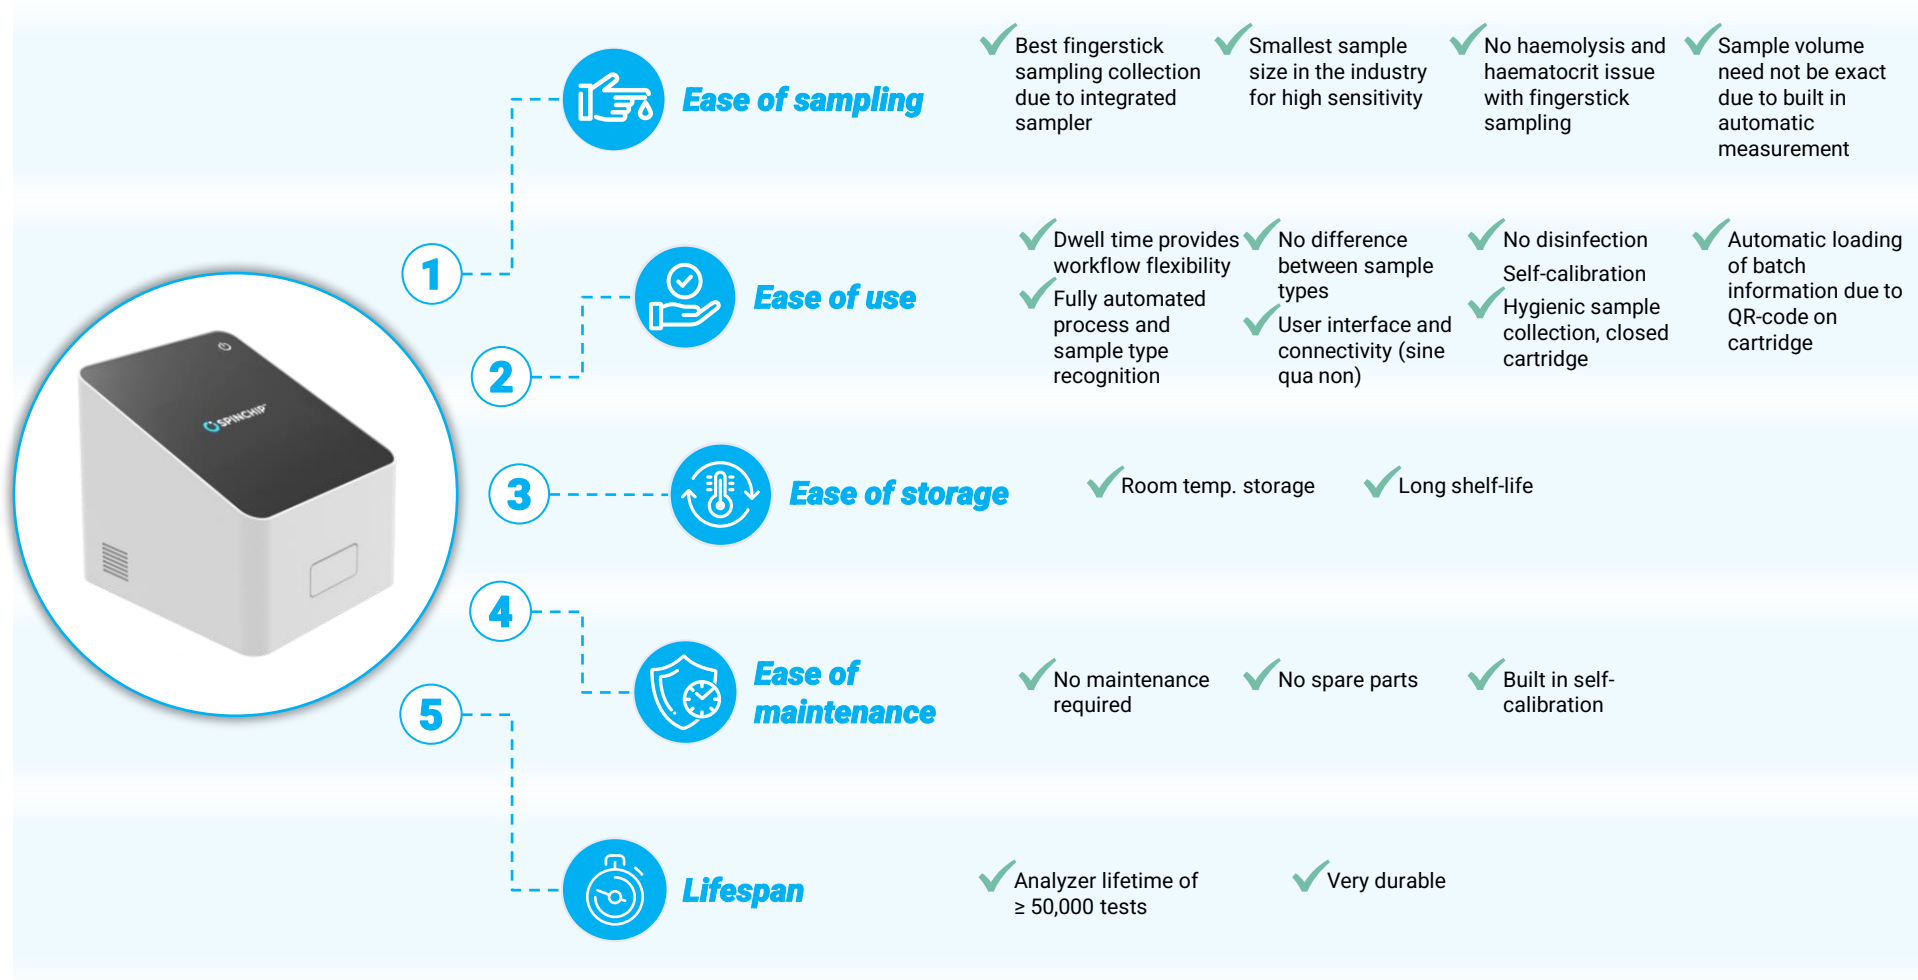 Best fingerstick
sampling collection
due to integrated
sampler
Smallest sample
size in the industry
for high sensitivity
No haemolysis and
haematocrit issue
with fingerstick
sampling
Sample volume
need not be exact
due to built in
automatic
measurement
Ease of sampling
1
Dwell time provides
workflow flexibility
Fully automated
process and
sample type
recognition
No difference
between sample
types
User interface and
connectivity (sine
qua non)
No disinfection
Self-calibration
Hygienic sample
collection, closed
cartridge
Automatic loading
of batch
information due to
QR-code on
cartridge
Ease of use
2
SPINCHIP
3
Ease of storage
Room temp. storage
Long shelf-life
4
Ease of
maintenance
No maintenance
required
No spare parts
Built in self-
calibration
5
Lifespan
Analyzer lifetime of
≥ 50,000 tests
Very durable